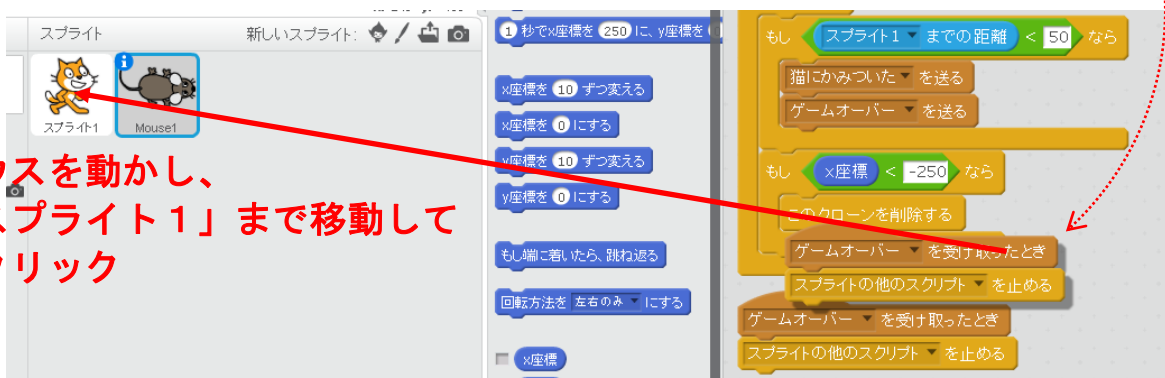 スプライト
新しいスプライト:
スプライト1
Mouse1
スを動かし、
プライト１」まで移動して
リック
1 秒でx座標を 250 に、y座標を
x座標を 10 ずつ変える
x座標を 0 にする
y座標を 10 ずつ変える
y座標を 0 にする
もし端に着いたら、跳ね返る
回転方法を 左右のみ にする
x座標
もし スプライト1 までの距離 < 50 なら
猫にかみついた を送る
ゲームオーバー を送る
もし x座標 < -250 なら
このクローンを削除する
ゲームオーバー を受け取ったとき
スプライトの他のスクリプト を止める
ゲームオーバー を受け取ったとき
スプライトの他のスクリプト を止める